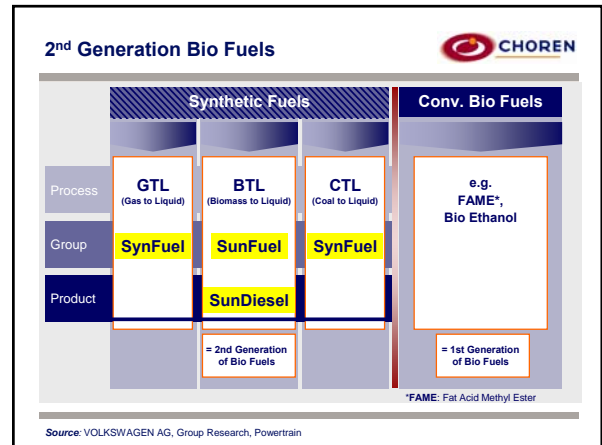 2nd Generation Bio Fuels
CHOREN
Synthetic Fuels
Conv. Bio Fuels
Process
GTL
(Gas to Liquid)
BTL
(Biomass to Liquid)
CTL
(Coal to Liquid)
e.g.
FAME*,
Bio Ethanol
Group
SynFuel
SunFuel
SynFuel
Product
SunDiesel
= 2nd Generation
of Bio Fuels
= 1st Generation
of Bio Fuels
*FAME: Fat Acid Methyl Ester
Source: VOLKSWAGEN AG, Group Research, Powertrain